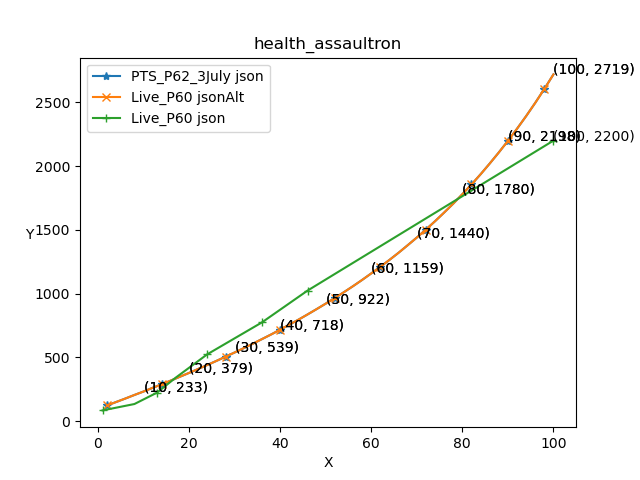 health_assaultron
PTS_P62_3July json
Live_P60 jsonAlt
Live_P60 json
(100, 2719)
(90, 2198)
(100, 2200)
(80, 1780)
(70, 1440)
(60, 1159)
(50, 922)
(40, 718)
(30, 539)
(20, 379)
(10, 233)
2500
2000
1500
1000
500
0
Y
0 20 40 60 80 100
X